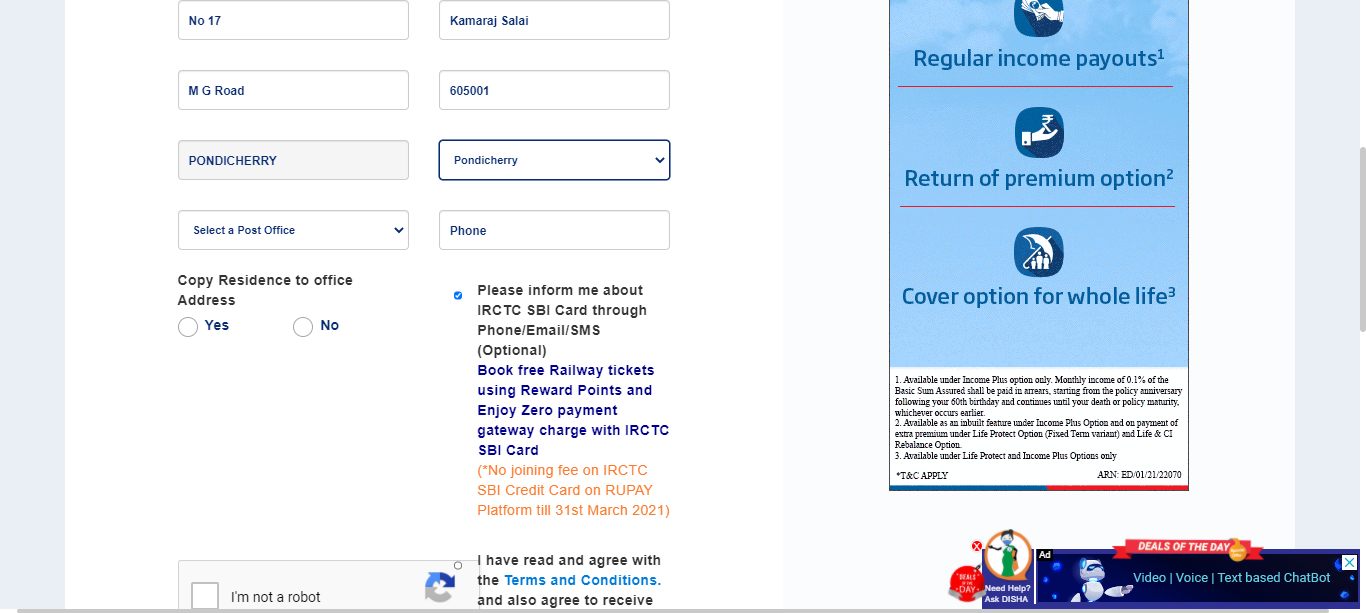 No 17
Kamaraj Salai
M G Road
605001
PONDICHERRY
Pondicherry
Select a Post Office
Phone
Copy Residence to office
Address
Yes
No
Please inform me about
IRCTC SBI Card through
Phone/Email/SMS
(Optional)
Book free Railway tickets
using Reward Points and
Enjoy Zero payment
gateway charge with IRCTC
SBI Card
(*No joining fee on IRCTC
SBI Credit Card on RUPAY
Platform till 31st March 2021)
I have read and agree with
the Terms and Conditions.
and also agree to receive
I'm not a robot
Regular income payouts1
Return of premium option2
Cover option for whole life3
1. Available under Income Plus option only. Monthly income of 0.1% of the
Basic Sum Assured shall be paid in arrears, starting from the policy anniversary
following your 60th birthday and continues until your death or policy maturity,
whichever occurs earlier.
2. Available as an inbuilt feature under Income Plus Option and on payment of
extra premium under Life Protect Option (Fixed Term variant) and Life & CI
Rebalance Option.
3. Available under Life Protect and Income Plus Options only
*T&C APPLY
ARN: ED/01/21/22070
DEALS OF THE DAY
Need Help?
Ask DISHA
Ad
DEALS OF THE DAY
Video | Voice | Text based ChatBot